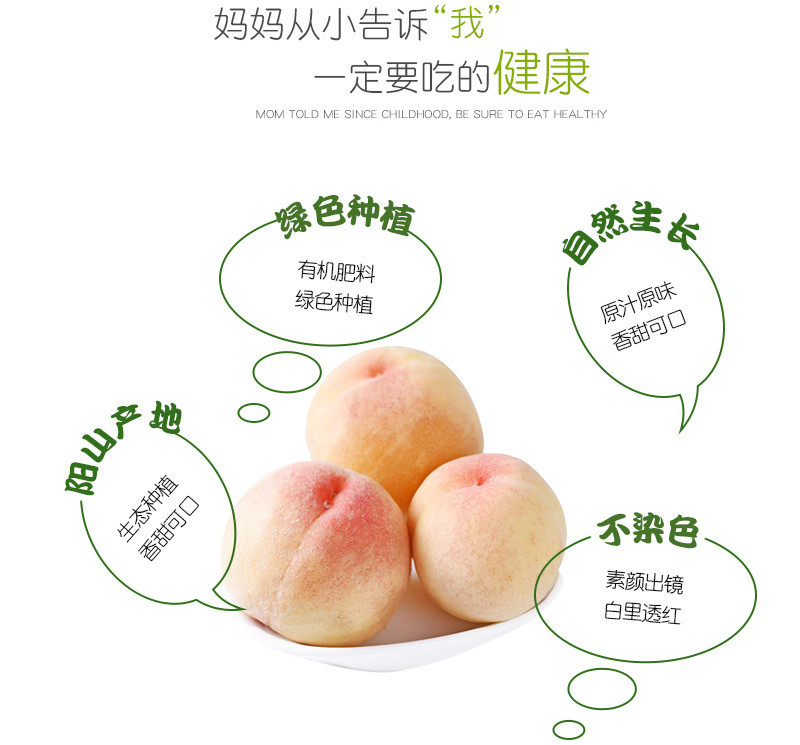 妈妈从小告诉“我”
一定要吃的健康
MOM TOLD ME SINCE CHILDHOOD, BE SURE TO EAT HEALTHY
绿色种植
有机肥料
绿色种植
自然生长
原汁原味
香甜可口
阳山产地
生态种植
香甜可口
不染色
素颜出镜
白里透红